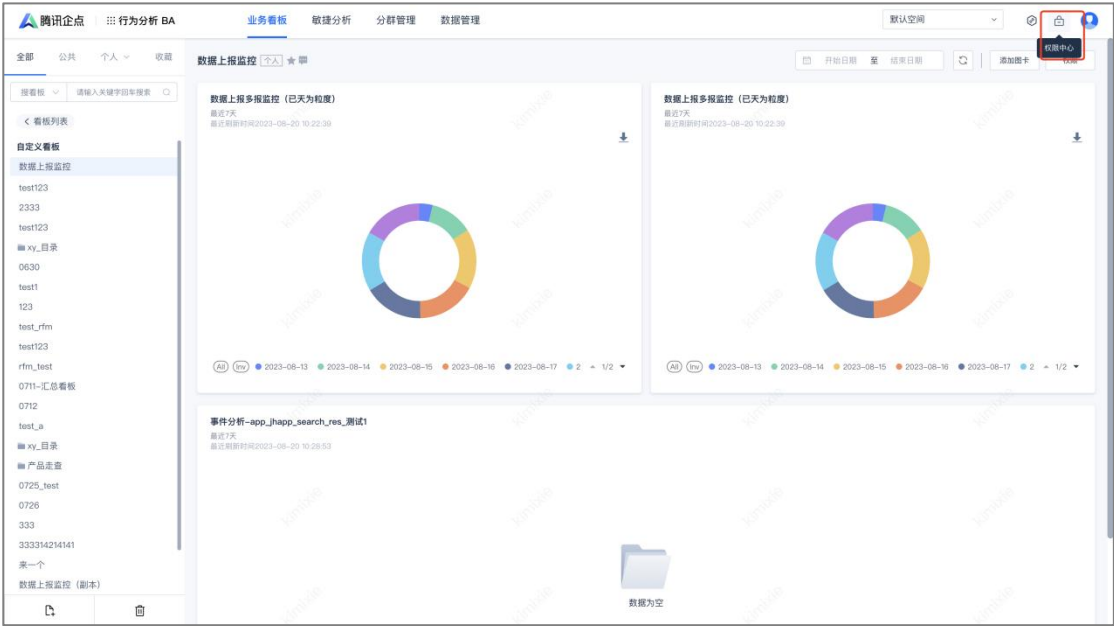 腾讯企点 行为分析 BA 业务看板 敏捷分析 分群管理 数据管理 默认空间
权限中心
全部 公共 个人 收藏
数据上报监控 个人 开始日期 至 结束日期 添加图卡
搜看板 请输入关键字回车搜索
看板列表
自定义看板
数据上报监控
test123
2333
test123
xy_目录
0630
test1
123
test_rfm
test123
rfm_test
0711-汇总看板
0712
test_a
xy_目录
产品走查
0725_test
0726
333
333314214141
来一个
数据上报监控（副本）
数据上报多报监控（已天为粒度）
最近7天
最近刷新时间2023-08-20 10:22:39
All Inv 2023-08-13 2023-08-14 2023-08-15 2023-08-16 2023-08-17 2 1/2
数据上报多报监控（已天为粒度）
最近7天
最近刷新时间2023-08-20 10:22:39
All Inv 2023-08-13 2023-08-14 2023-08-15 2023-08-16 2023-08-17 2 1/2
事件分析-app_jhapp_search_res_测试1
最近7天
最近刷新时间2023-08-20 10:28:53
数据为空